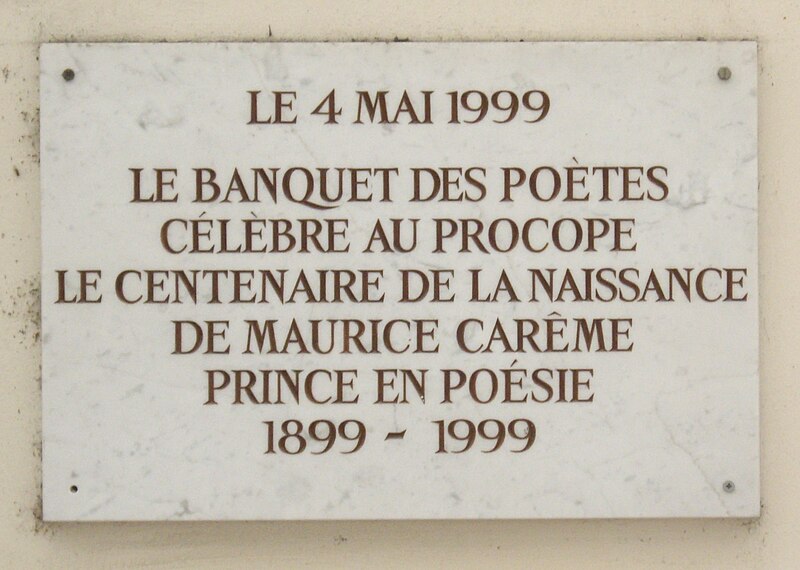 LE 4 MAI 1999
LE BANQUET DES POÈTES
CÉLÈBRE AU PROCOPE
LE CENTENAIRE DE LA NAISSANCE
DE MAURICE CARÊME
PRINCE EN POÉSIE
1899 - 1999